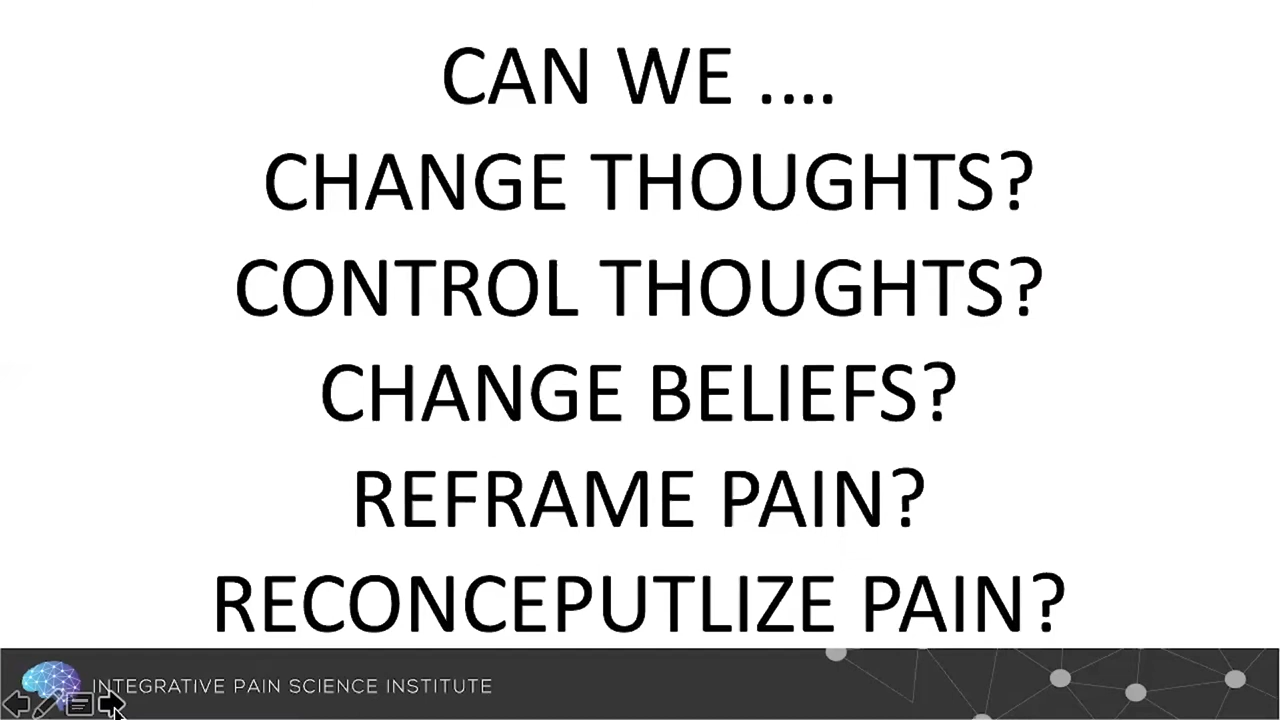 CAN WE ....
CHANGE THOUGHTS?
CONTROL THOUGHTS?
CHANGE BELIEFS?
REFRAME PAIN?
RECONCEPUTLIZE PAIN?
INTEGRATIVE PAIN SCIENCE INSTITUTE